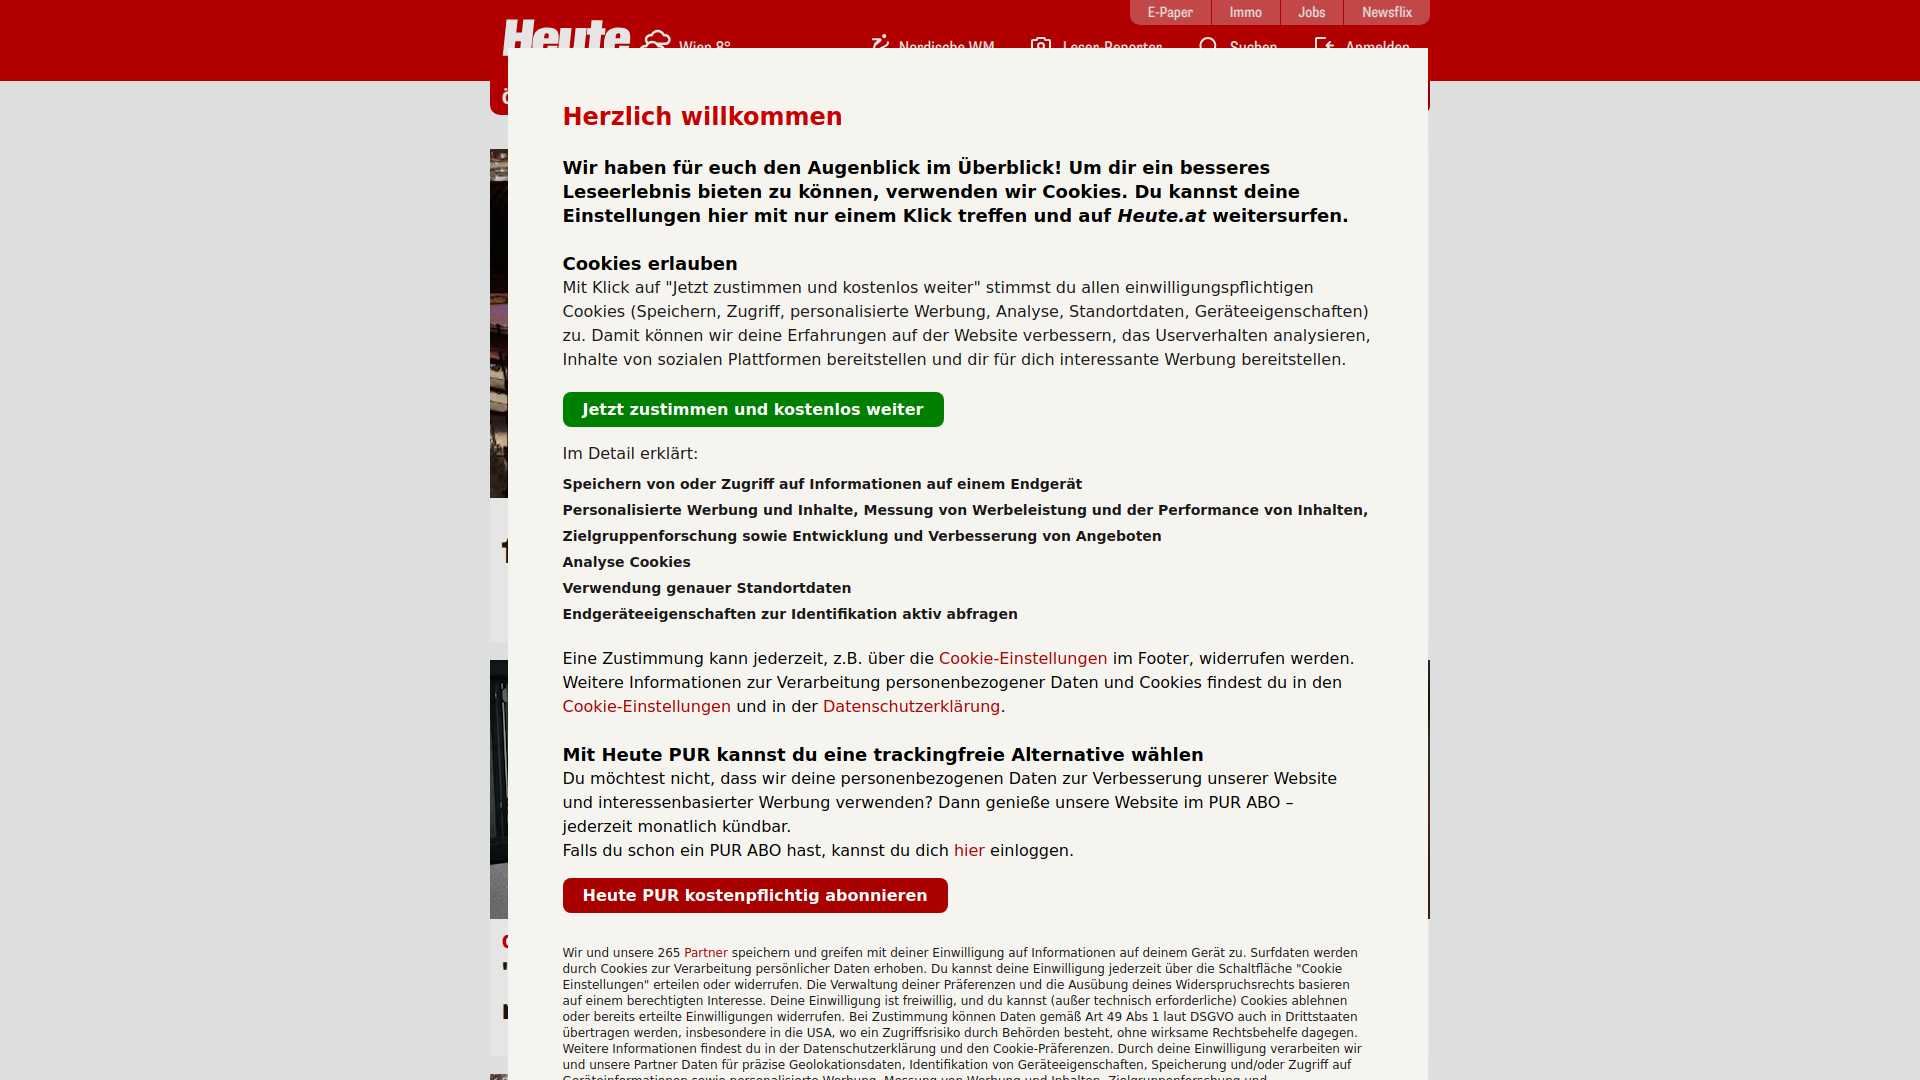 E-Paper
Immo
Jobs
Newsflix
Heute
Wien 8°
Nordische WM
Leser-Reporter
Suchen
Anmelden
Herzlich willkommen
Wir haben für euch den Augenblick im Überblick! Um dir ein besseres
Leseerlebnis bieten zu können, verwenden wir Cookies. Du kannst deine
Einstellungen hier mit nur einem Klick treffen und auf Heute.at weitersurfen.
Cookies erlauben
Mit Klick auf "Jetzt zustimmen und kostenlos weiter" stimmst du allen einwilligungspflichtigen
Cookies (Speichern, Zugriff, personalisierte Werbung, Analyse, Standortdaten, Geräteeigenschaften)
zu. Damit können wir deine Erfahrungen auf der Website verbessern, das Userverhalten analysieren,
Inhalte von sozialen Plattformen bereitstellen und dir für dich interessante Werbung bereitstellen.
Jetzt zustimmen und kostenlos weiter
Im Detail erklärt:
Speichern von oder Zugriff auf Informationen auf einem Endgerät
Personalisierte Werbung und Inhalte, Messung von Werbeleistung und der Performance von Inhalten,
Zielgruppenforschung sowie Entwicklung und Verbesserung von Angeboten
Analyse Cookies
Verwendung genauer Standortdaten
Endgeräteeigenschaften zur Identifikation aktiv abfragen
Eine Zustimmung kann jederzeit, z.B. über die Cookie-Einstellungen im Footer, widerrufen werden.
Weitere Informationen zur Verarbeitung personenbezogener Daten und Cookies findest du in den
Cookie-Einstellungen und in der Datenschutzerklärung.
Mit Heute PUR kannst du eine trackingfreie Alternative wählen
Du möchtest nicht, dass wir deine personenbezogenen Daten zur Verbesserung unserer Website
und interessenbasierter Werbung verwenden? Dann genieße unsere Website im PUR ABO –
jederzeit monatlich kündbar.
Falls du schon ein PUR ABO hast, kannst du dich hier einloggen.
Heute PUR kostenpflichtig abonnieren
Wir und unsere 265 Partner speichern und greifen mit deiner Einwilligung auf Informationen auf deinem Gerät zu. Surfdaten werden
durch Cookies zur Verarbeitung persönlicher Daten erhoben. Du kannst deine Einwilligung jederzeit über die Schaltfläche "Cookie
Einstellungen" erteilen oder widerrufen. Die Verwaltung deiner Präferenzen und die Ausübung deines Widerspruchsrechts basieren
auf einem berechtigten Interesse. Deine Einwilligung ist freiwillig, und du kannst (außer technisch erforderliche) Cookies ablehnen
oder bereits erteilte Einwilligungen widerrufen. Bei Zustimmung können Daten gemäß Art 49 Abs 1 laut DSGVO auch in Drittstaaten
übertragen werden, insbesondere in die USA, wo ein Zugriffsrisiko durch Behörden besteht, ohne wirksame Rechtsbehelfe dagegen.
Weitere Informationen findest du in der Datenschutzerklärung und den Cookie-Präferenzen. Durch deine Einwilligung verarbeiten wir
und unsere Partner Daten für präzise Geolokationsdaten, Identifikation von Geräteeigenschaften, Speicherung und/oder Zugriff auf
Geräteinformationen sowie personalisierte Werbung, Messung von Werbung und Inhalten, Zielgruppenforschung und